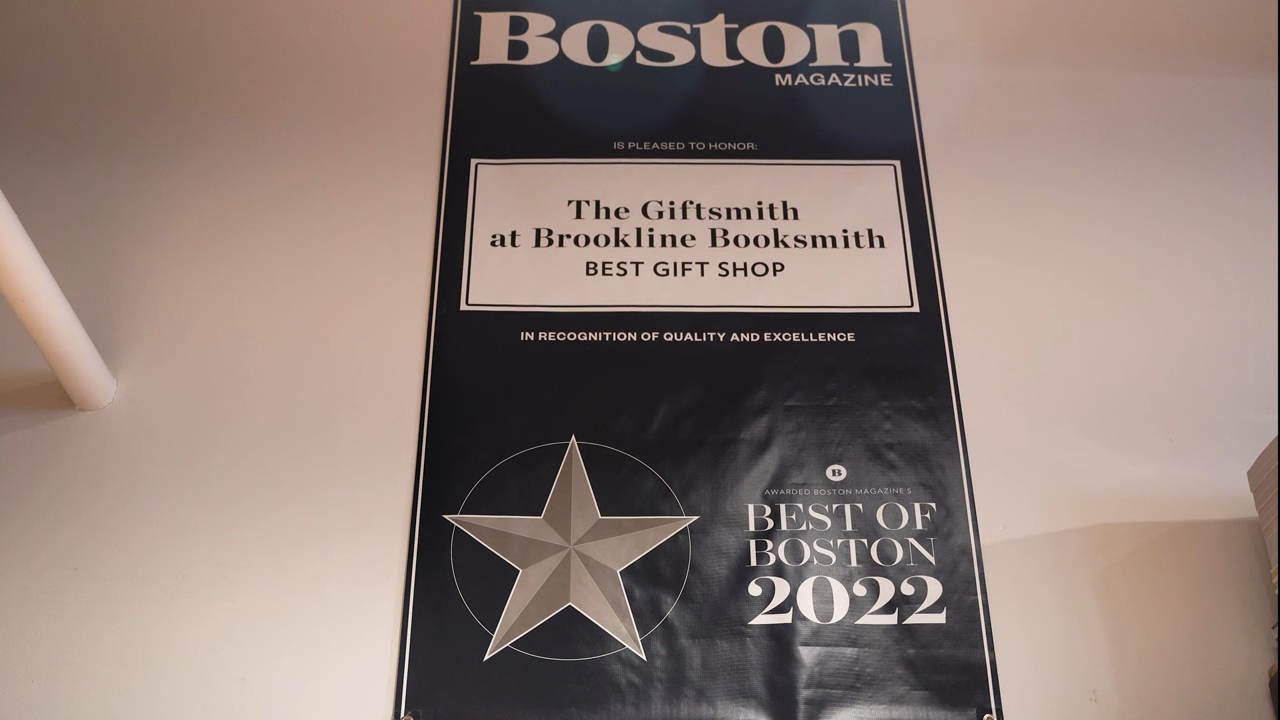 Boston
MAGAZINE
IS PLEASED TO HONOR:
The Giftsmith
at Brookline Booksmith
BEST GIFT SHOP
IN RECOGNITION OF QUALITY AND EXCELLENCE
B
AWARDED BOSTON MAGAZINE'S
BEST OF
BOSTON
2022